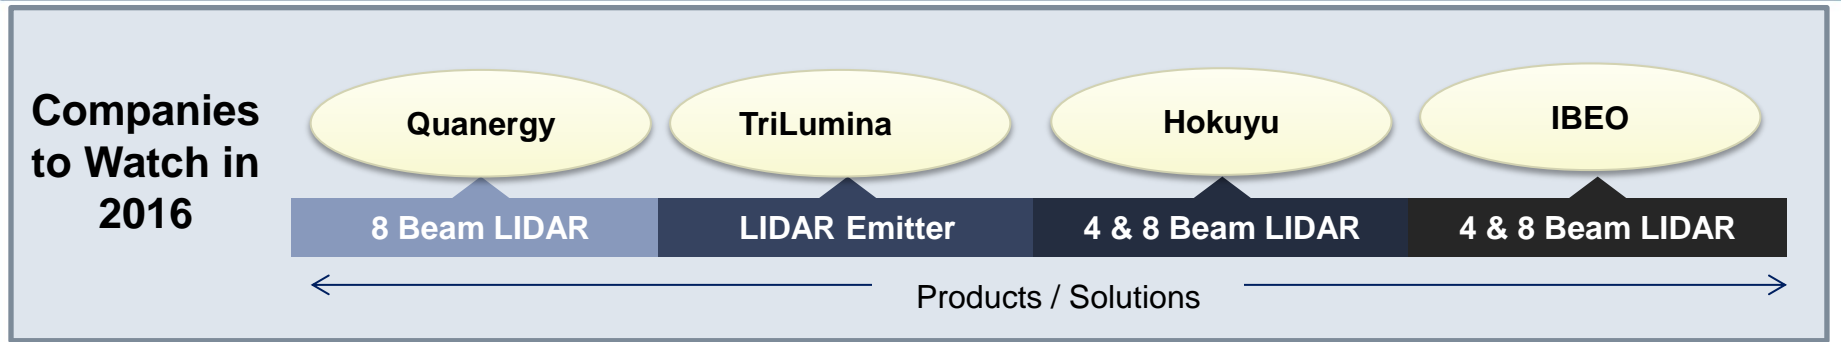 Companies
to Watch in
2016
Quanergy
TriLumina
Hokuyu
IBEO
8 Beam LIDAR
LIDAR Emitter
4 & 8 Beam LIDAR
4 & 8 Beam LIDAR
Products / Solutions